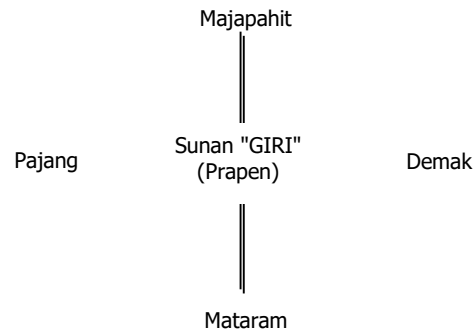 Majapahit
Pajang
Sunan "GIRI"
(Prapen)
Demak
Mataram